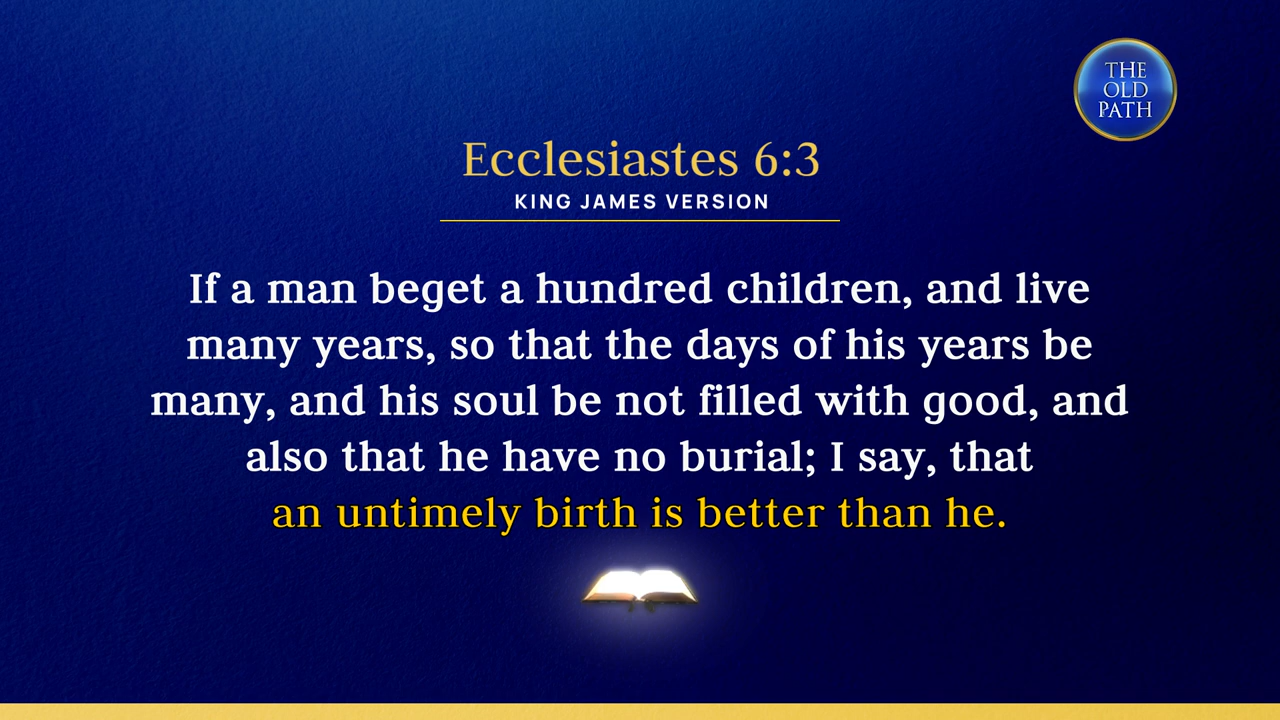 THE
OLD
PATH
Ecclesiastes 6:3
KING JAMES VERSION
If a man beget a hundred children, and live
many years, so that the days of his years be
many, and his soul be not filled with good, and
also that he have no burial; I say, that
an untimely birth is better than he.